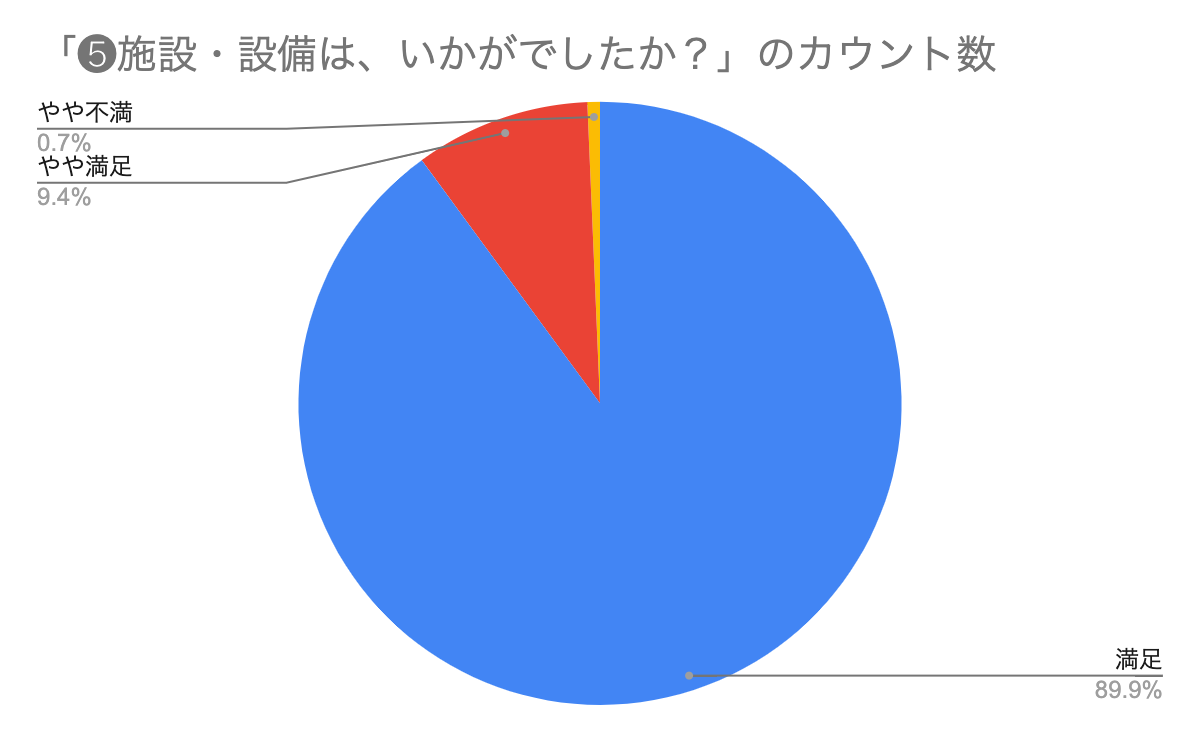 「❺施設・設備は、いかがでしたか？」のカウント数
やや不満
0.7%
やや満足
9.4%
満足
89.9%